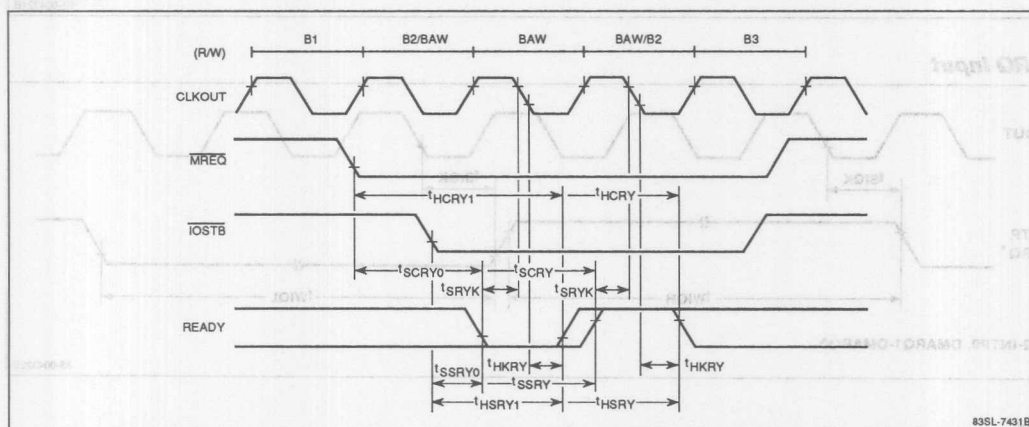 B1 B2/BAW BAW BAW/B2 B3
(R/W)
CLKOUT
MREQ
tHCRY1 tHCRY
IOSTB
tSCRY0 tSCRY
tSRYK tSRYK
READY
tHKRY tHKRY
tSSRY0 tSSRY
tHSRY1 tHSRY
83SL-7431B